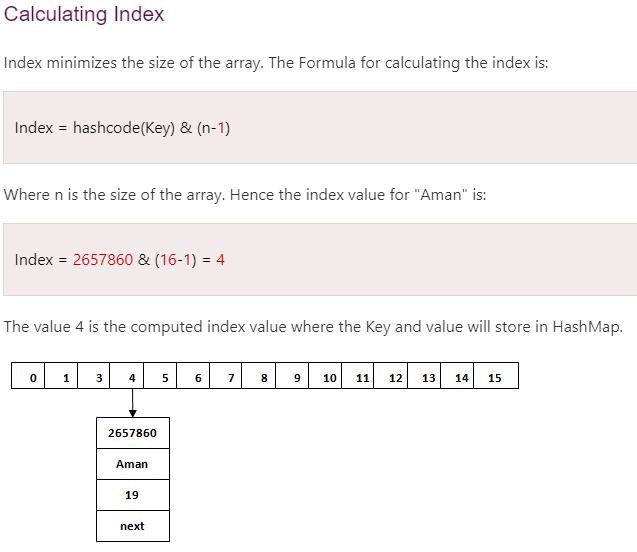 Calculating Index
Index minimizes the size of the array. The Formula for calculating the index is:
Index = hashcode(Key) & (n-1)
Where n is the size of the array. Hence the index value for "Aman" is:
Index = 2657860 & (16-1) = 4
The value 4 is the computed index value where the Key and value will store in HashMap.
0 1 3 4 5 6 7 8 9 10 11 12 13 14 15
2657860
Aman
19
next